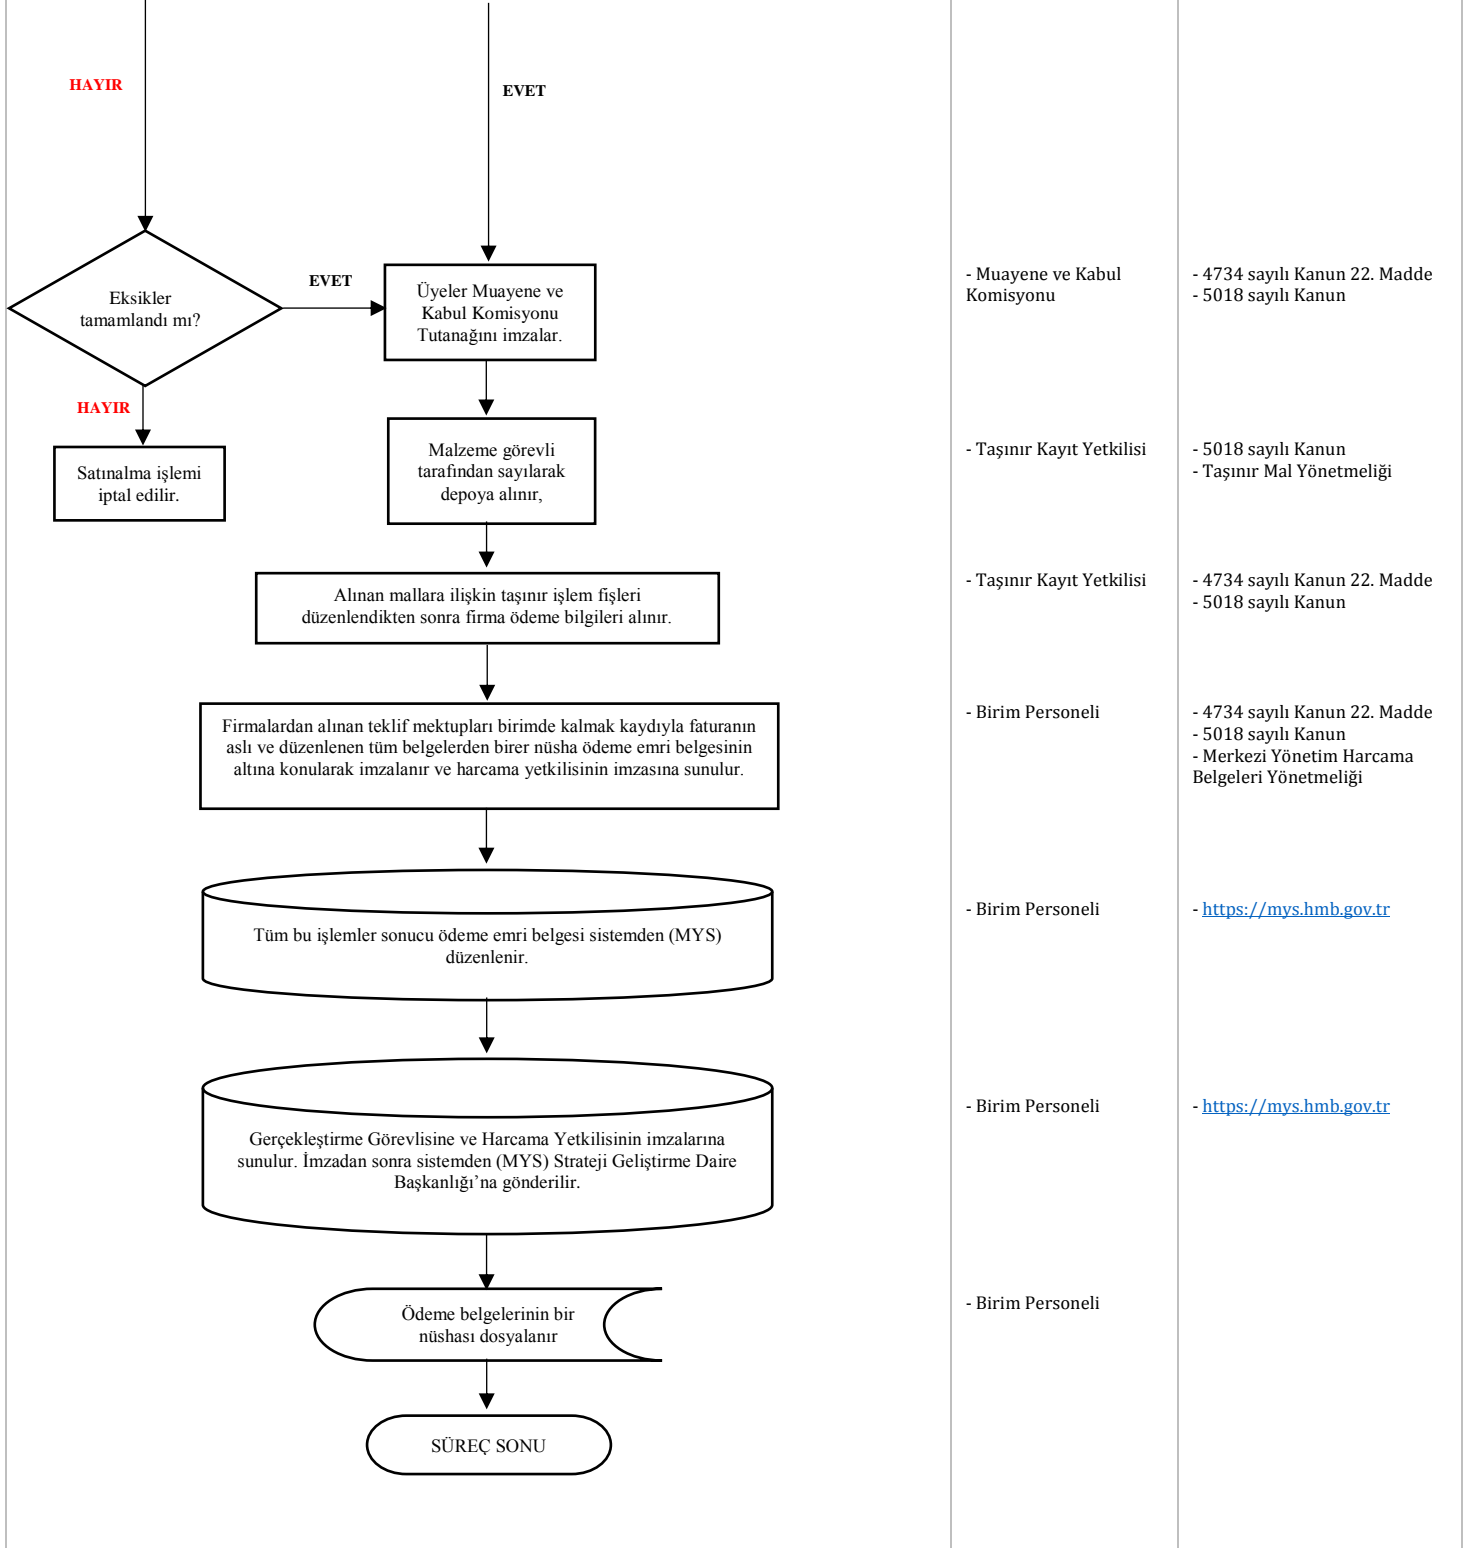 HAYIR
EVET
Eksikler
tamamlandı mı?
EVET
Üyeler Muayene ve
Kabul Komisyonu
Tutanağını imzalar.
- Muayene ve Kabul
Komisyonu
- 4734 sayılı Kanun 22. Madde
- 5018 sayılı Kanun
HAYIR
Satınalma işlemi
iptal edilir.
Malzeme görevli
tarafından sayılarak
depoya alınır,
- Taşınır Kayıt Yetkilisi
- 5018 sayılı Kanun
- Taşınır Mal Yönetmeliği
Alınan mallara ilişkin taşınır işlem fişleri
düzenlendikten sonra firma ödeme bilgileri alınır.
- Taşınır Kayıt Yetkilisi
- 4734 sayılı Kanun 22. Madde
- 5018 sayılı Kanun
Firmalardan alınan teklif mektupları birimde kalmak kaydıyla faturanın
aslı ve düzenlenen tüm belgelerden birer nüsha ödeme emri belgesinin
altına konularak imzalanır ve harcama yetkilisinin imzasına sunulur.
- Birim Personeli
- 4734 sayılı Kanun 22. Madde
- 5018 sayılı Kanun
- Merkezi Yönetim Harcama
Belgeleri Yönetmeliği
Tüm bu işlemler sonucu ödeme emri belgesi sistemden (MYS)
düzenlenir.
- Birim Personeli
- https://mys.hmb.gov.tr
Gerçekleştirme Görevlisine ve Harcama Yetkilisinin imzalarına
sunulur. İmzadan sonra sistemden (MYS) Strateji Geliştirme Daire
Başkanlığı’na gönderilir.
- Birim Personeli
- https://mys.hmb.gov.tr
Ödeme belgelerinin bir
nüshası dosyalanır
- Birim Personeli
SÜREÇ SONU